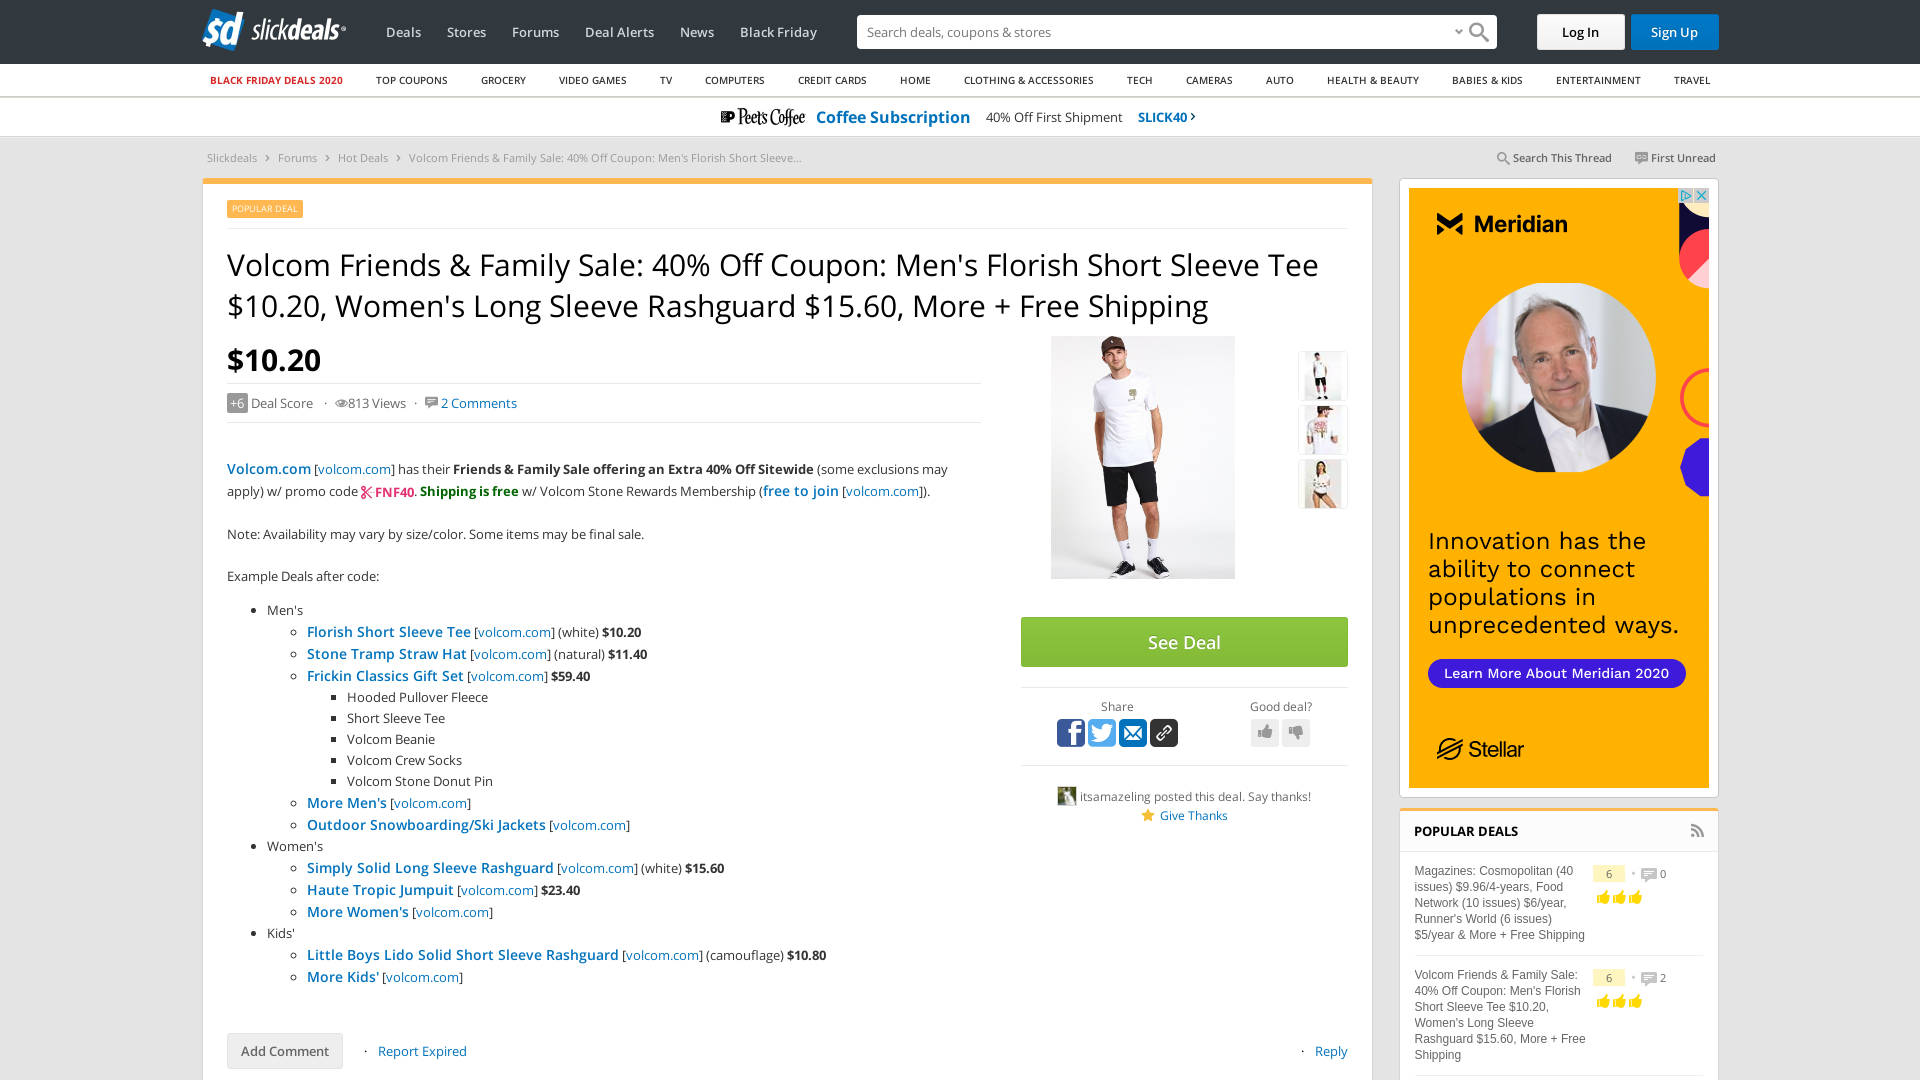 $d slickdeals
Deals Stores Forums Deal Alerts News Black Friday
Search deals, coupons & stores
Log In Sign Up
BLACK FRIDAY DEALS 2020 TOP COUPONS GROCERY VIDEO GAMES TV COMPUTERS CREDIT CARDS HOME CLOTHING & ACCESSORIES TECH CAMERAS AUTO HEALTH & BEAUTY BABIES & KIDS ENTERTAINMENT TRAVEL
Peet's Coffee Coffee Subscription 40% Off First Shipment SLICK40 ›
Slickdeals › Forums › Hot Deals › Volcom Friends & Family Sale: 40% Off Coupon: Men's Florish Short Sleeve...
Search This Thread First Unread
POPULAR DEAL
Volcom Friends & Family Sale: 40% Off Coupon: Men's Florish Short Sleeve Tee
$10.20, Women's Long Sleeve Rashguard $15.60, More + Free Shipping
$10.20
+6 Deal Score · 813 Views · 2 Comments
Volcom.com [volcom.com] has their Friends & Family Sale offering an Extra 40% Off Sitewide (some exclusions may
apply) w/ promo code FNF40. Shipping is free w/ Volcom Stone Rewards Membership (free to join [volcom.com]).
Note: Availability may vary by size/color. Some items may be final sale.
Example Deals after code:
Men's
Florish Short Sleeve Tee [volcom.com] (white) $10.20
Stone Tramp Straw Hat [volcom.com] (natural) $11.40
Frickin Classics Gift Set [volcom.com] $59.40
Hooded Pullover Fleece
Short Sleeve Tee
Volcom Beanie
Volcom Crew Socks
Volcom Stone Donut Pin
More Men's [volcom.com]
Outdoor Snowboarding/Ski Jackets [volcom.com]
Women's
Simply Solid Long Sleeve Rashguard [volcom.com] (white) $15.60
Haute Tropic Jumpuit [volcom.com] $23.40
More Women's [volcom.com]
Kids'
Little Boys Lido Solid Short Sleeve Rashguard [volcom.com] (camouflage) $10.80
More Kids' [volcom.com]
Add Comment · Report Expired · Reply
See Deal
Share
Good deal?
itsamazeling posted this deal. Say thanks!
Give Thanks
Meridian
Innovation has the
ability to connect
populations in
unprecedented ways.
Learn More About Meridian 2020
Stellar
POPULAR DEALS
Magazines: Cosmopolitan (40
issues) $9.96/4-years, Food
Network (10 issues) $6/year,
Runner's World (6 issues)
$5/year & More + Free Shipping
6 • 0
Volcom Friends & Family Sale:
40% Off Coupon: Men's Florish
Short Sleeve Tee $10.20,
Women's Long Sleeve
Rashguard $15.60, More + Free
Shipping
6 • 2